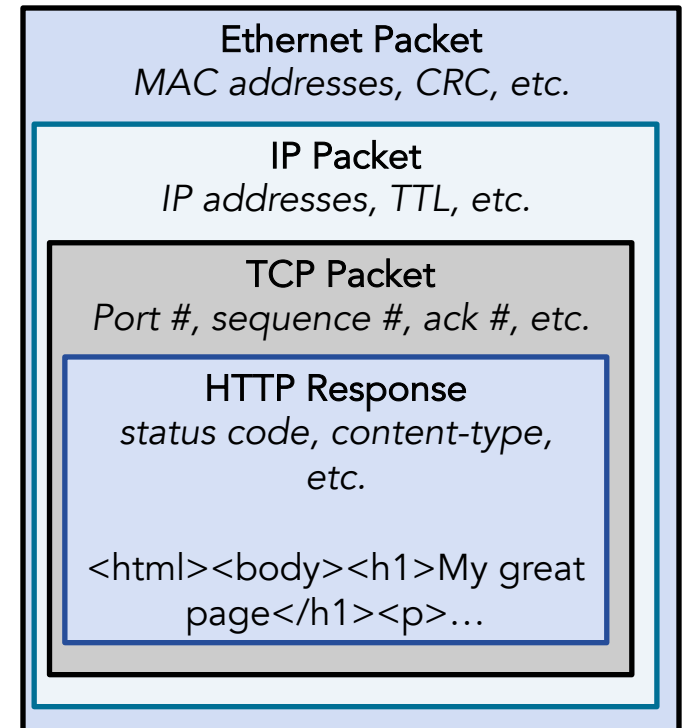 Ethernet Packet
MAC addresses, CRC, etc.
IP Packet
IP addresses, TTL, etc.
TCP Packet
Port #, sequence #, ack #, etc.
HTTP Response
status code, content-type,
etc.
<html><body><h1>My great
page</h1><p>…